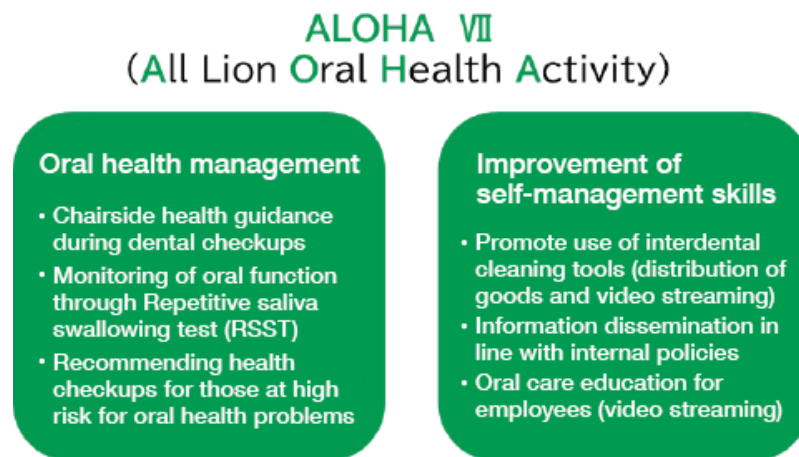 ALOHA Ⅶ
(All Lion Oral Health Activity)
Oral health management
• Chairside health guidance
during dental checkups
• Monitoring of oral function
through Repetitive saliva
swallowing test (RSST)
• Recommending health
checkups for those at high
risk for oral health problems
Improvement of
self-management skills
• Promote use of interdental
cleaning tools (distribution of
goods and video streaming)
• Information dissemination in
line with internal policies
• Oral care education for
employees (video streaming)